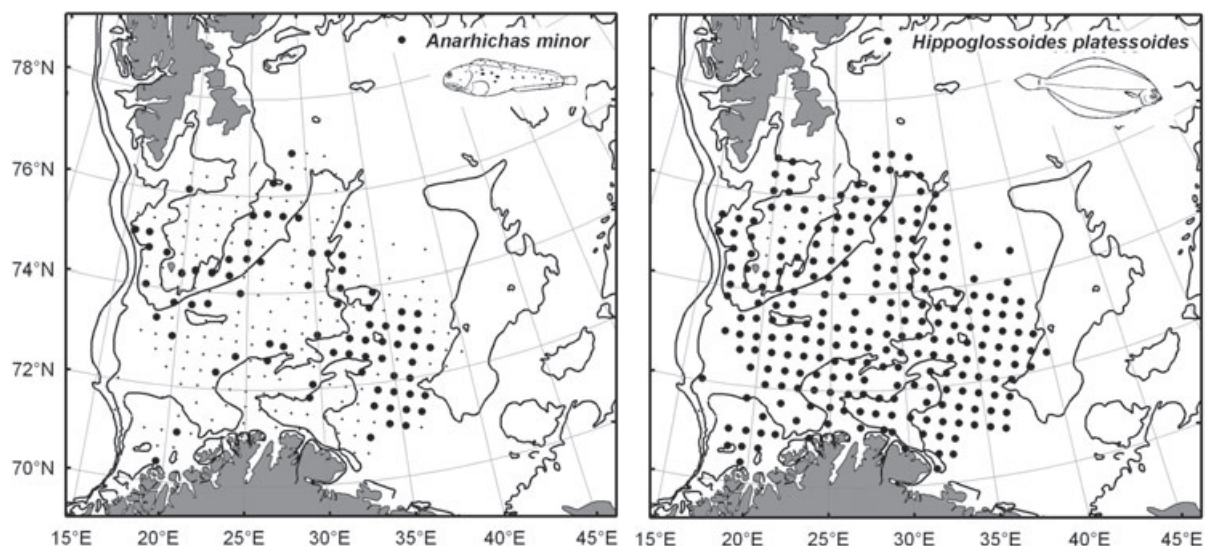 Anarhichas minor
Hippoglossoides platessoides
78°N
76°N
74°N
72°N
70°N
15°E 20°E 25°E 30°E 35°E 40°E 45°E
15°E 20°E 25°E 30°E 35°E 40°E 45°E